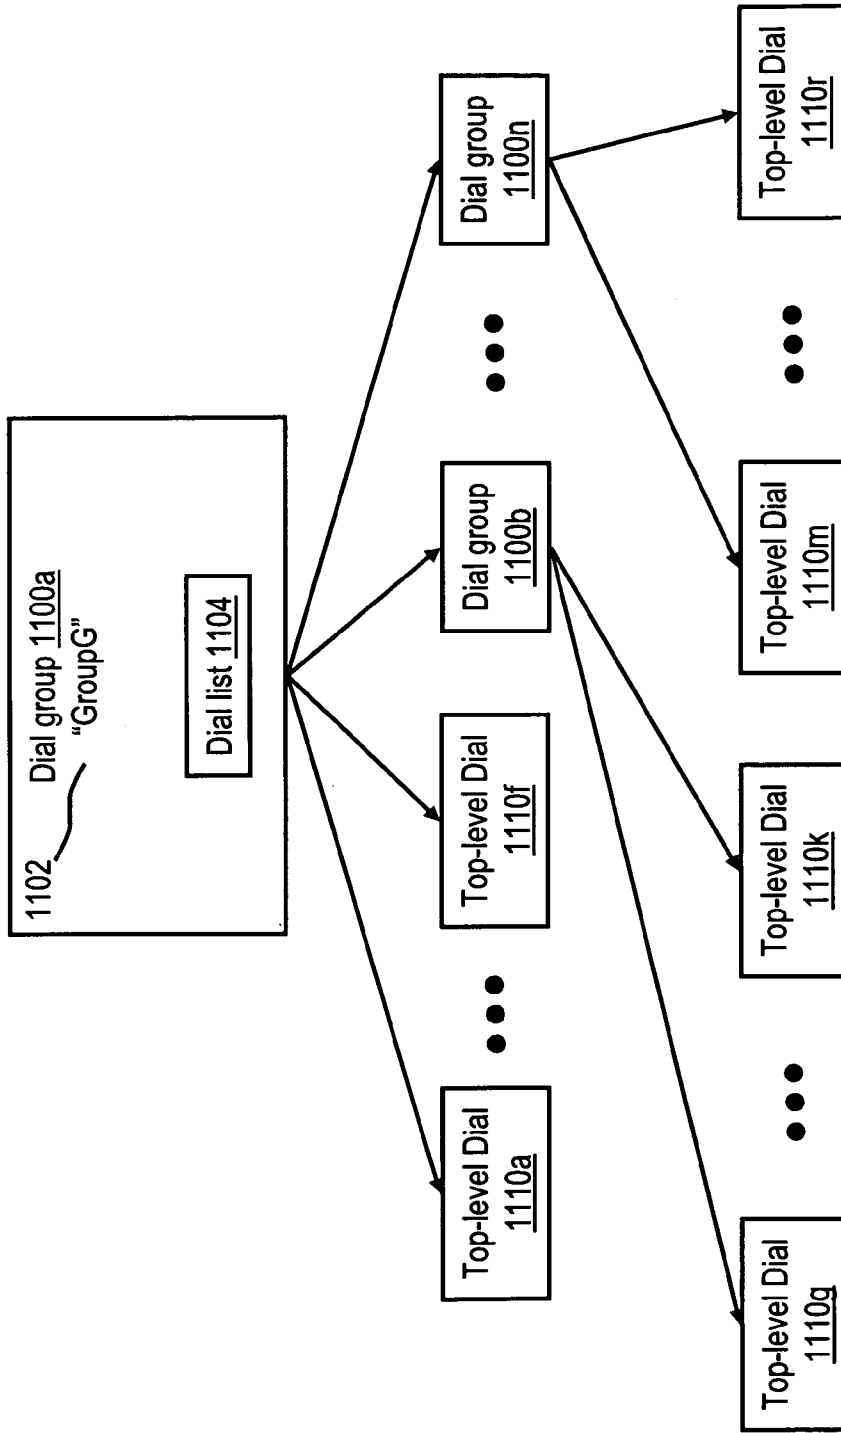 1102
Dial group 1100a
“GroupG”
Dial list 1104
Top-level Dial
1110a
Top-level Dial
1110f
Dial group
1100b
Dial group
1100n
Top-level Dial
1110g
Top-level Dial
1110k
Top-level Dial
1110m
Top-level Dial
1110r